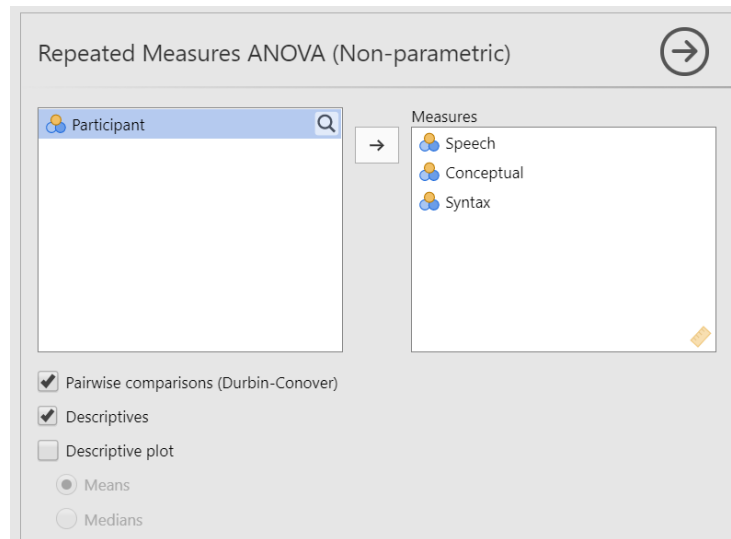 Repeated Measures ANOVA (Non-parametric)
Participant
Measures
Speech
Conceptual
Syntax
Pairwise comparisons (Durbin-Conover)
Descriptives
Descriptive plot
Means
Medians